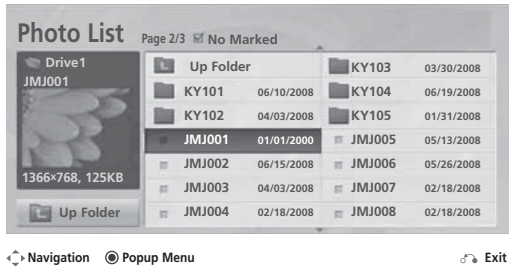 Photo List Page 2/3 No Marked
Drive1
JMJ001
1366×768, 125KB
Up Folder
Up Folder
KY101 06/10/2008
KY102 04/03/2008
JMJ001 01/01/2000
JMJ002 06/15/2008
JMJ003 04/03/2008
JMJ004 02/18/2008
KY103 03/30/2008
KY104 06/19/2008
KY105 01/31/2008
JMJ005 05/13/2008
JMJ006 05/26/2008
JMJ007 02/18/2008
JMJ008 02/18/2008
Navigation Popup Menu Exit